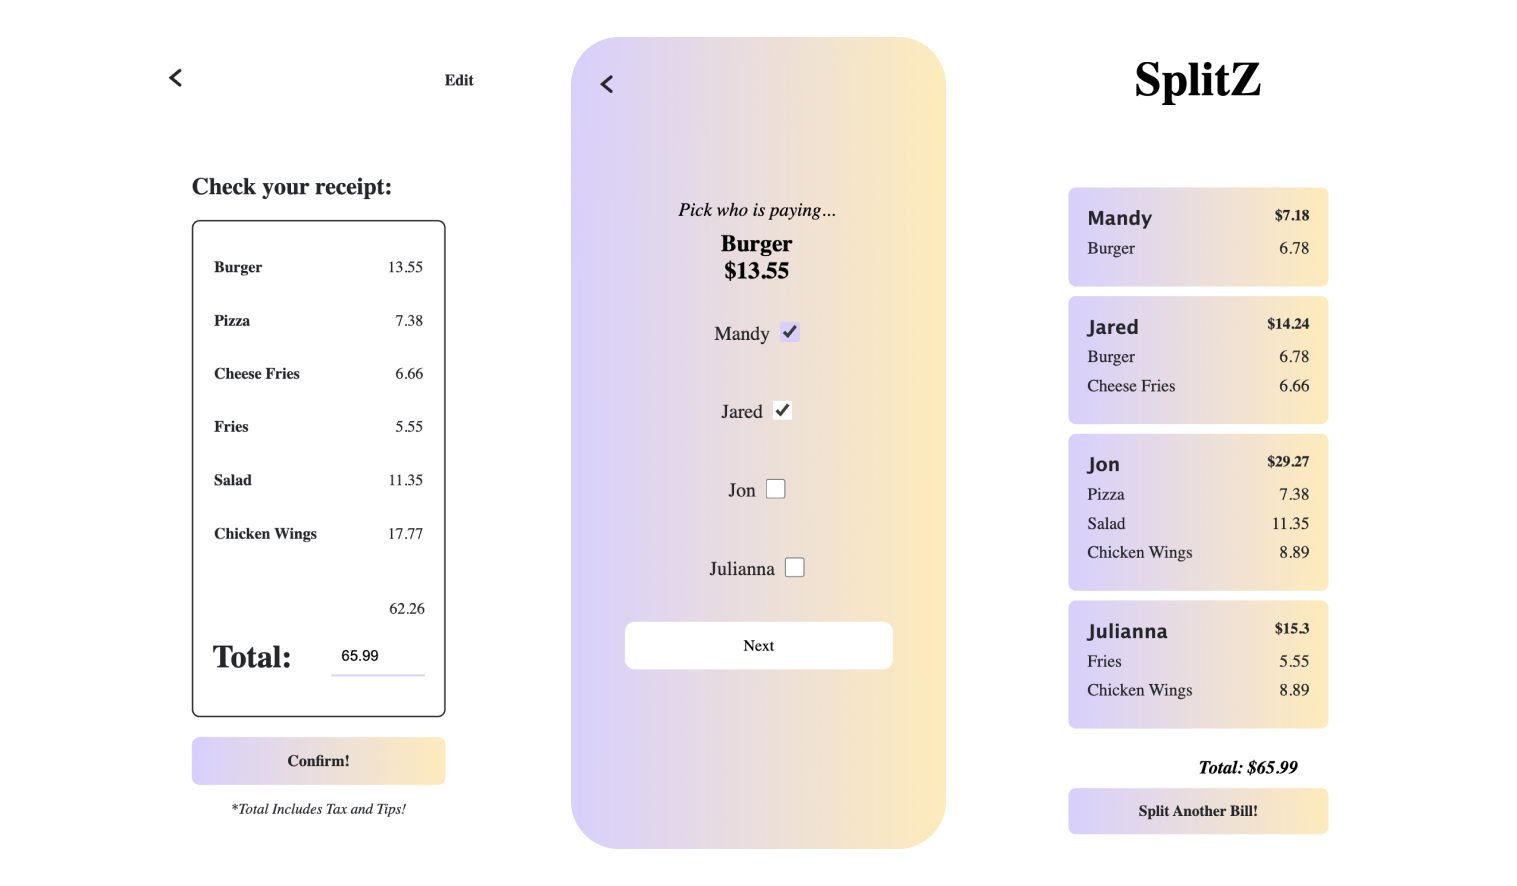 Edit
Check your receipt:
Burger 13.55
Pizza 7.38
Cheese Fries 6.66
Fries 5.55
Salad 11.35
Chicken Wings 17.77
62.26
Total: 65.99
Confirm!
*Total Includes Tax and Tips!
Pick who is paying...
Burger
$13.55
Mandy
Jared
Jon
Julianna
Next
SplitZ
Mandy $7.18
Burger 6.78
Jared $14.24
Burger 6.78
Cheese Fries 6.66
Jon $29.27
Pizza 7.38
Salad 11.35
Chicken Wings 8.89
Julianna $15.3
Fries 5.55
Chicken Wings 8.89
Total: $65.99
Split Another Bill!